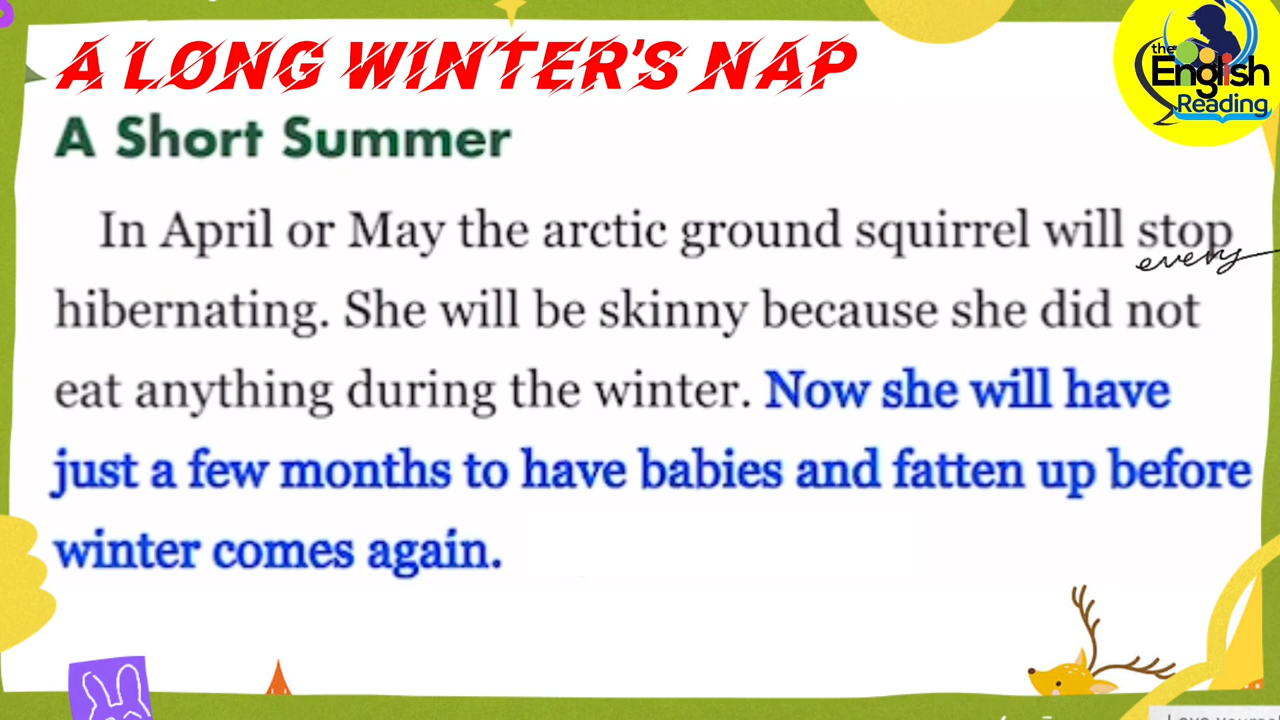 A LONG WINTER'S NAP
the
English
Reading
A Short Summer
In April or May the arctic ground squirrel will stop
every
hibernating. She will be skinny because she did not
eat anything during the winter. Now she will have
just a few months to have babies and fatten up before
winter comes again.